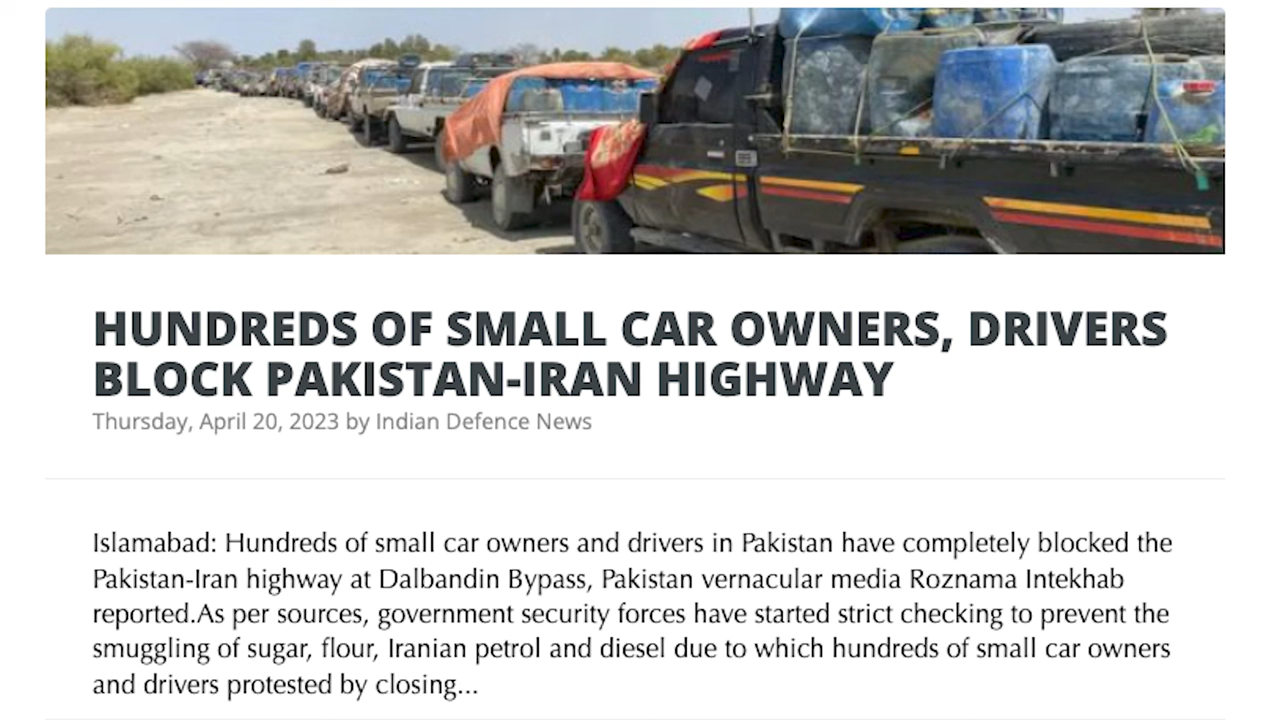 HUNDREDS OF SMALL CAR OWNERS, DRIVERS
BLOCK PAKISTAN-IRAN HIGHWAY
Thursday, April 20, 2023 by Indian Defence News
Islamabad: Hundreds of small car owners and drivers in Pakistan have completely blocked the
Pakistan-Iran highway at Dalbandin Bypass, Pakistan vernacular media Roznama Intekhab
reported.As per sources, government security forces have started strict checking to prevent the
smuggling of sugar, flour, Iranian petrol and diesel due to which hundreds of small car owners
and drivers protested by closing...